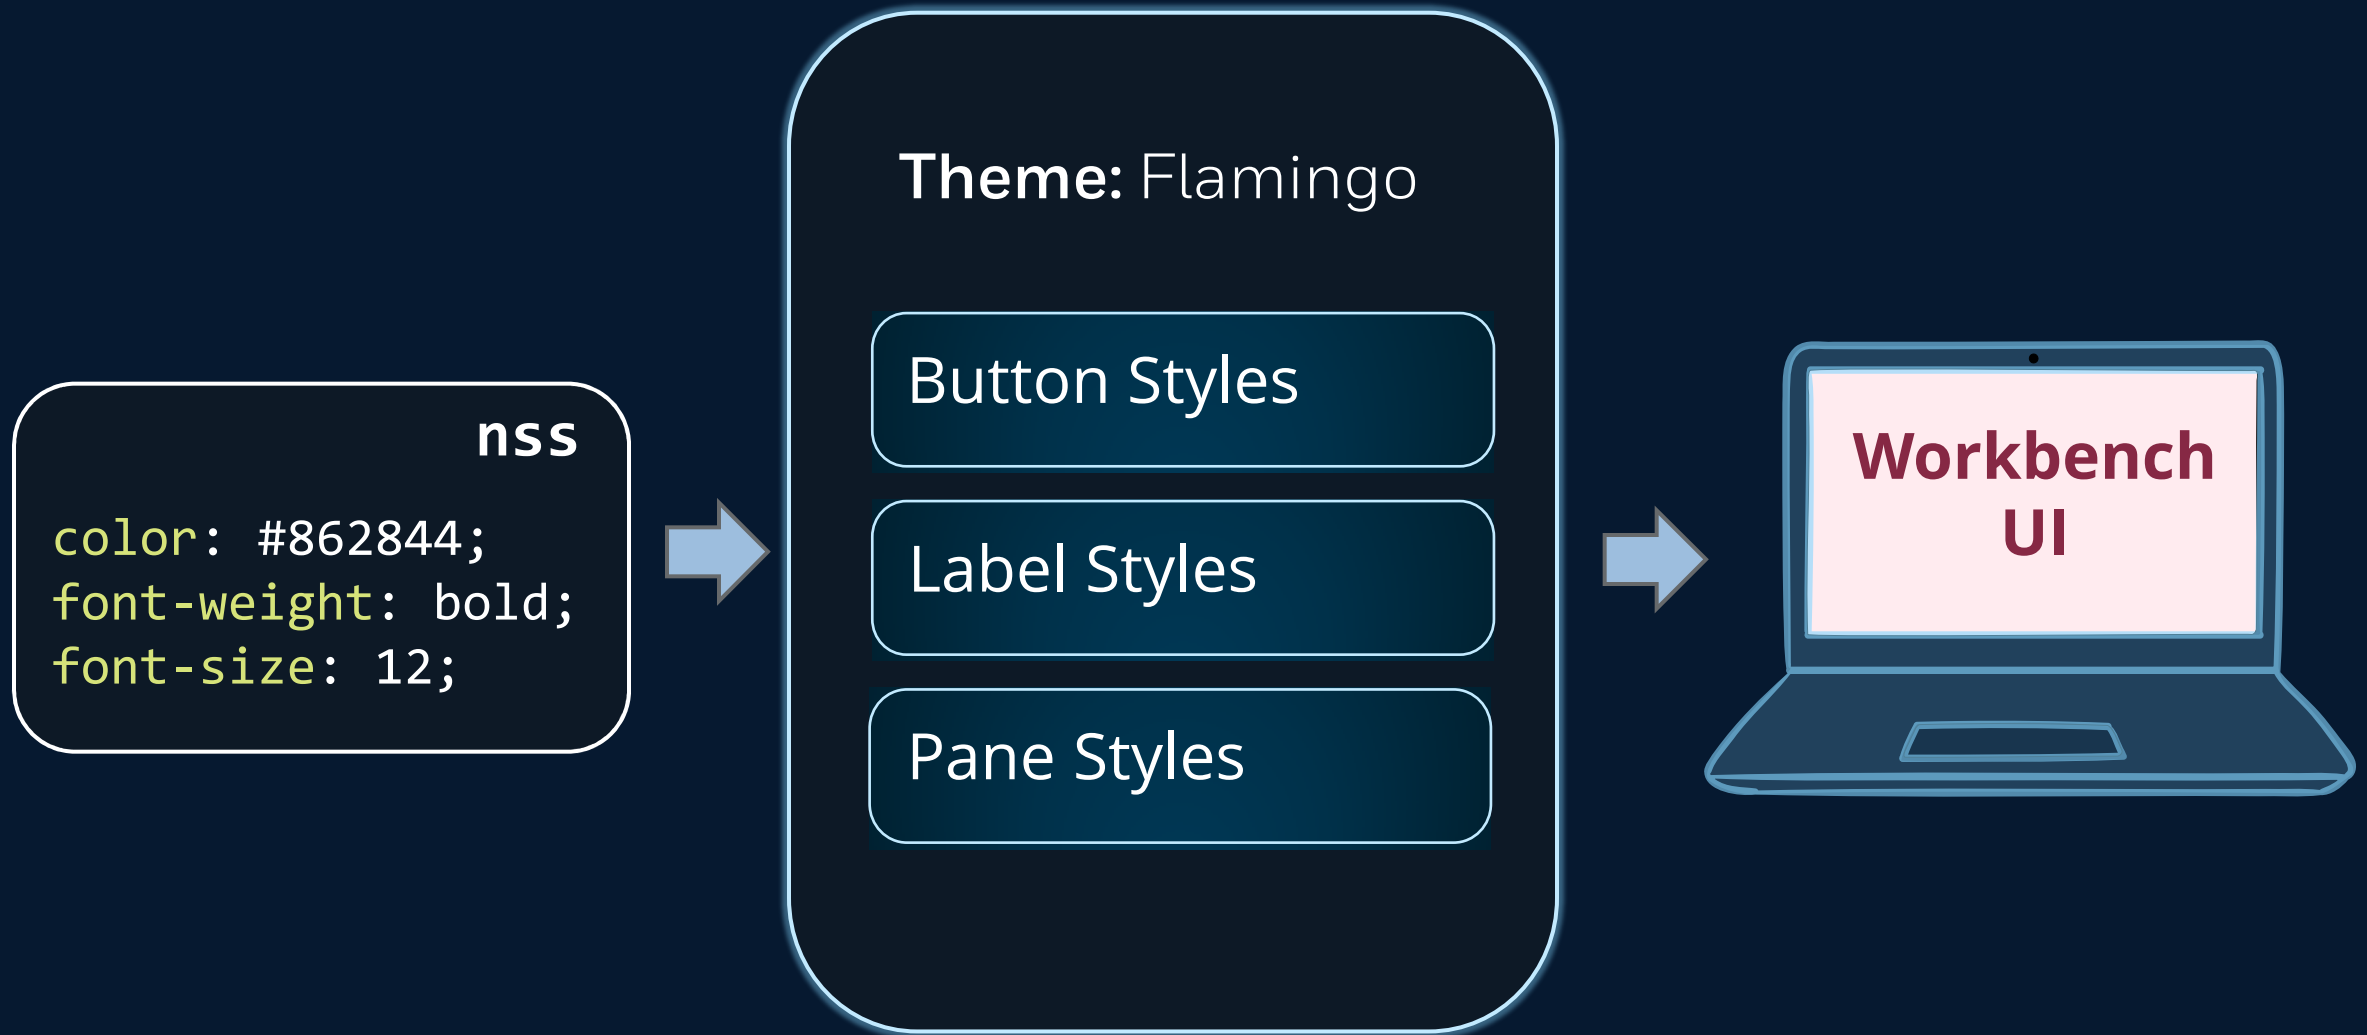 nss
color: #862844;
font-weight: bold;
font-size: 12;
Theme: Flamingo
Button Styles
Label Styles
Pane Styles
Workbench
UI